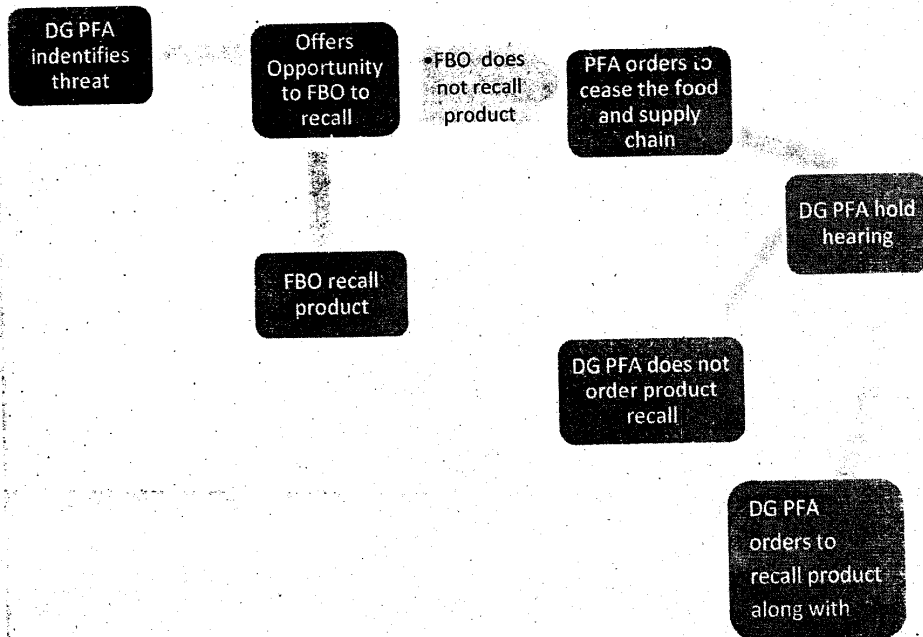 DG PFA
indentifies
threat
Offers
Opportunity
to FBO to
recall
•FBO does
not recall
product
PFA orders to
cease the food
and supply
chain
DG PFA hold
hearing
FBO recall
product
DG PFA does not
order product
recall
DG PFA
orders to
recall product
along with